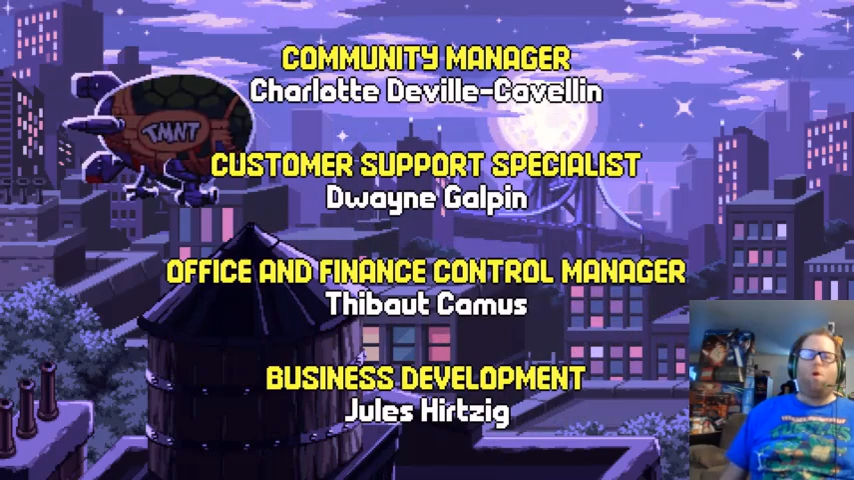 COMMUNITY MANAGER
Charlotte Deville-Cavellin
TMNT
CUSTOMER SUPPORT SPECIALIST
Dwayne Galpin
OFFICE AND FINANCE CONTROL MANAGER
Thibaut Camus
BUSINESS DEVELOPMENT
Jules Hirtzig